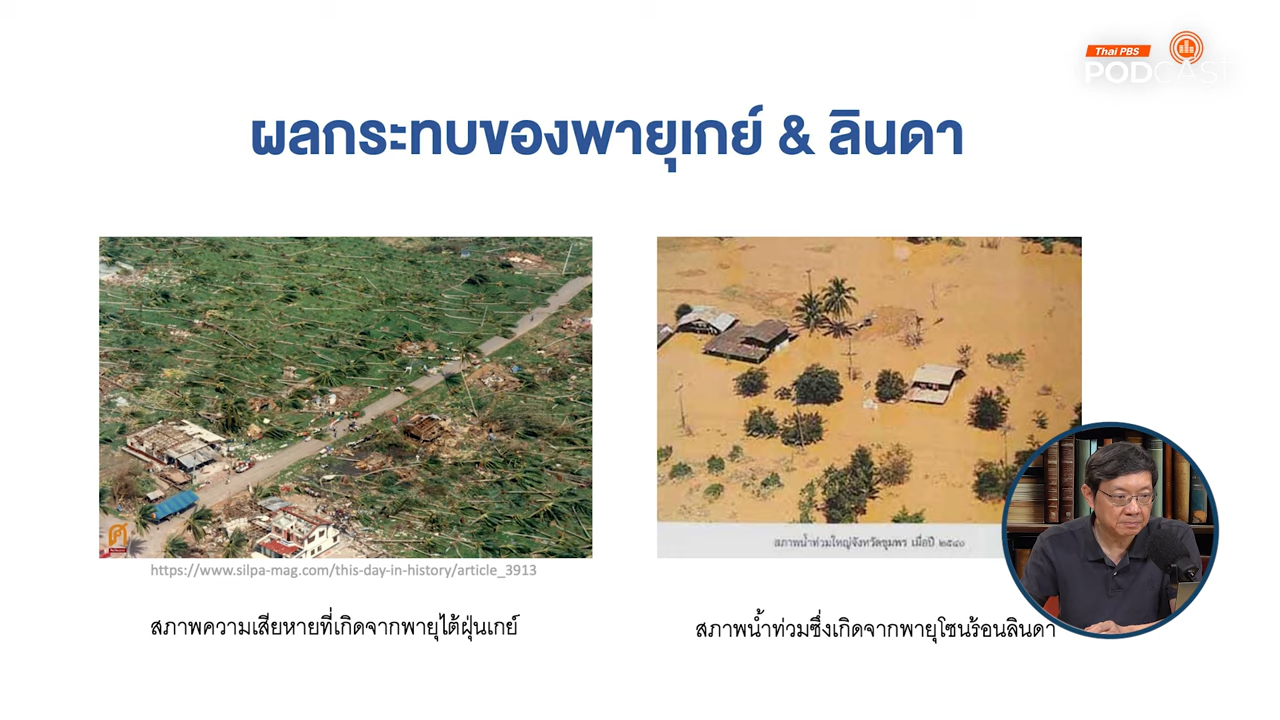 Thai PBS
PODCAST
ผลกระทบของพายุเกย์ & ลินดา
สภาพน้ำท่วมใหญ่จังหวัดชุมพร เมื่อปี ๒๕๔๐
https://www.silpa-mag.com/this-day-in-history/article_3913
สภาพความเสียหายที่เกิดจากพายุไต้ฝุ่นเกย์
สภาพน้ำท่วมซึ่งเกิดจากพายุโซนร้อนลินดา